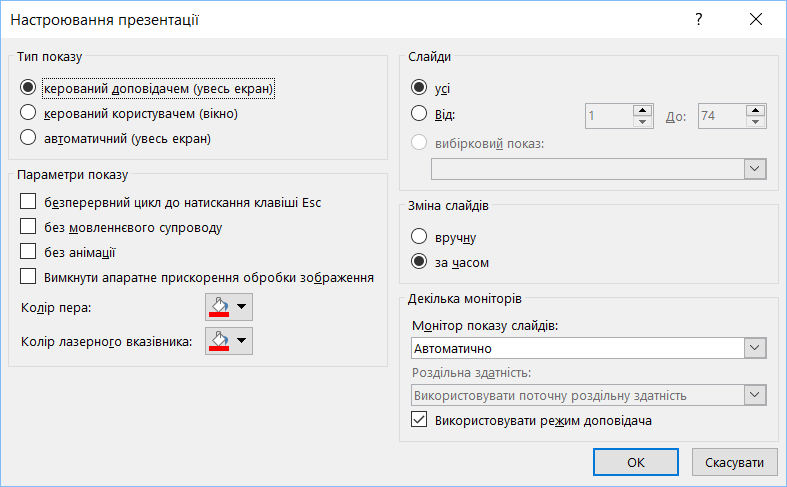 Настроювання презентації
?
Тип показу
керований доповідачем (увесь екран)
керований користувачем (вікно)
автоматичний (увесь екран)
Параметри показу
безперервний цикл до натискання клавіші Esc
без мовленнєвого супроводу
без анімації
Вимкнути апаратне прискорення обробки зображення
Колір пера:
Колір лазерного вказівника:
Слайди
усі
Від: 1 До: 74
вибірковий показ:
Зміна слайдів
вручну
за часом
Декілька моніторів
Монітор показу слайдів:
Автоматично
Роздільна здатність:
Використовувати поточну роздільну здатність
Використовувати режим доповідача
ОК Скасувати